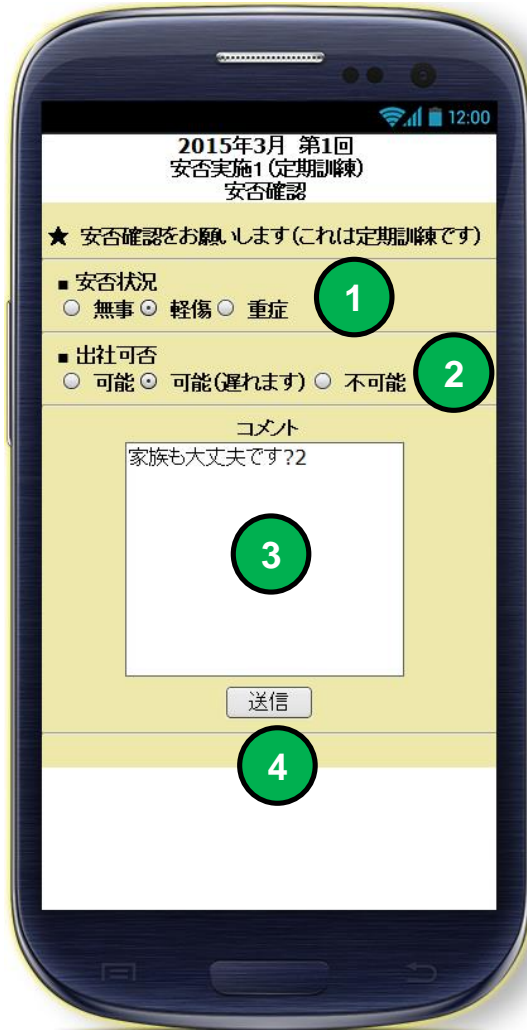 12:00
2015年3月 第1回
安否実施1(定期訓練)
安否確認
★ 安否確認をお願いします(これは定期訓練です)
■ 安否状況
無事 軽傷 重症
1
■ 出社可否
可能 可能(遅れます) 不可能
2
コメント
家族も大丈夫です?2
3
送信
4